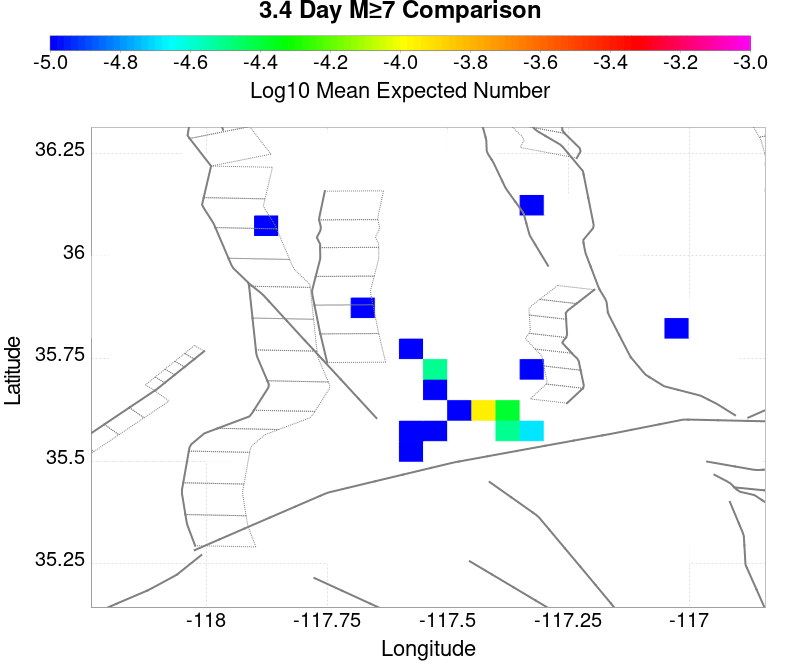 3.4 Day M≥7 Comparison
-5.0 -4.8 -4.6 -4.4 -4.2 -4.0 -3.8 -3.6 -3.4 -3.2 -3.0
Log10 Mean Expected Number
36.25
36
35.75
35.5
35.25
Latitude
-118 -117.75 -117.5 -117.25 -117
Longitude